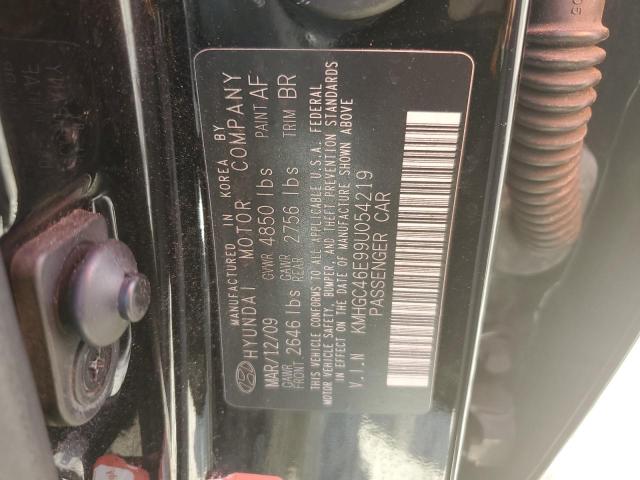 MANUFACTURED IN KOREA BY
HYUNDAI MOTOR COMPANY
MAR/12/09 GVWR 4850 lbs PAINT AF
GAWR FRONT 2646 lbs GAWR REAR 2756 lbs TRIM BR
THIS VEHICLE CONFORMS TO ALL APPLICABLE U.S.A. FEDERAL
MOTOR VEHICLE SAFETY, BUMPER, AND THEFT PREVENTION STANDARDS
IN EFFECT ON THE DATE OF MANUFACTURE SHOWN ABOVE
V.I.N KMHGC46E99U054219
PASSENGER CAR